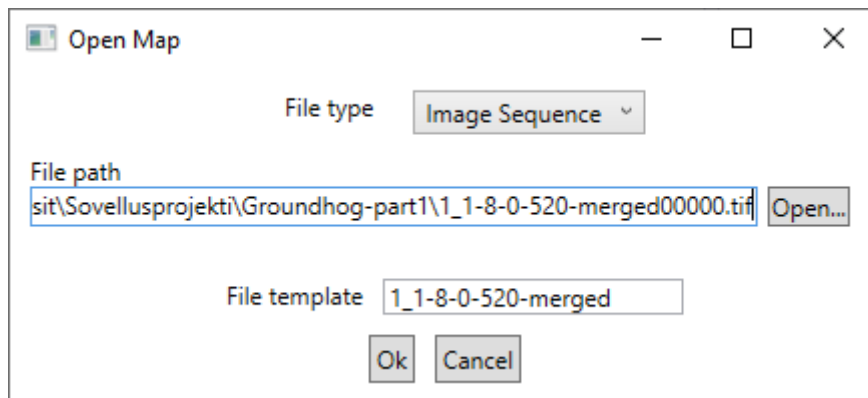 Open Map
File type Image Sequence
File path
sit\Sovellusprojekti\Groundhog-part1\1_1-8-0-520-merged00000.tif Open...
File template 1_1-8-0-520-merged
Ok Cancel